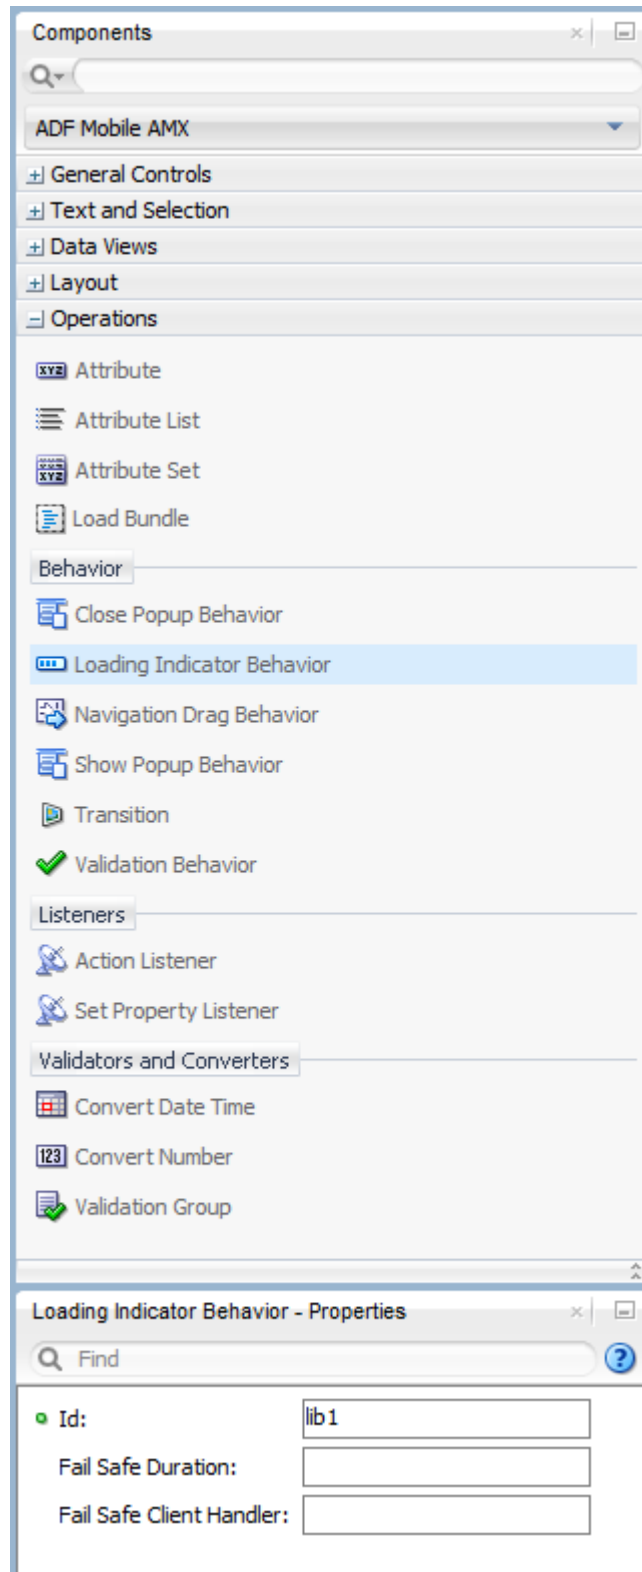 Components
ADF Mobile AMX
General Controls
Text and Selection
Data Views
Layout
Operations
XYZ Attribute
Attribute List
XYZ Attribute Set
Load Bundle
Behavior
Close Popup Behavior
Loading Indicator Behavior
Navigation Drag Behavior
Show Popup Behavior
Transition
Validation Behavior
Listeners
Action Listener
Set Property Listener
Validators and Converters
Convert Date Time
123 Convert Number
Validation Group
Loading Indicator Behavior - Properties
Find
Id: lib1
Fail Safe Duration:
Fail Safe Client Handler: